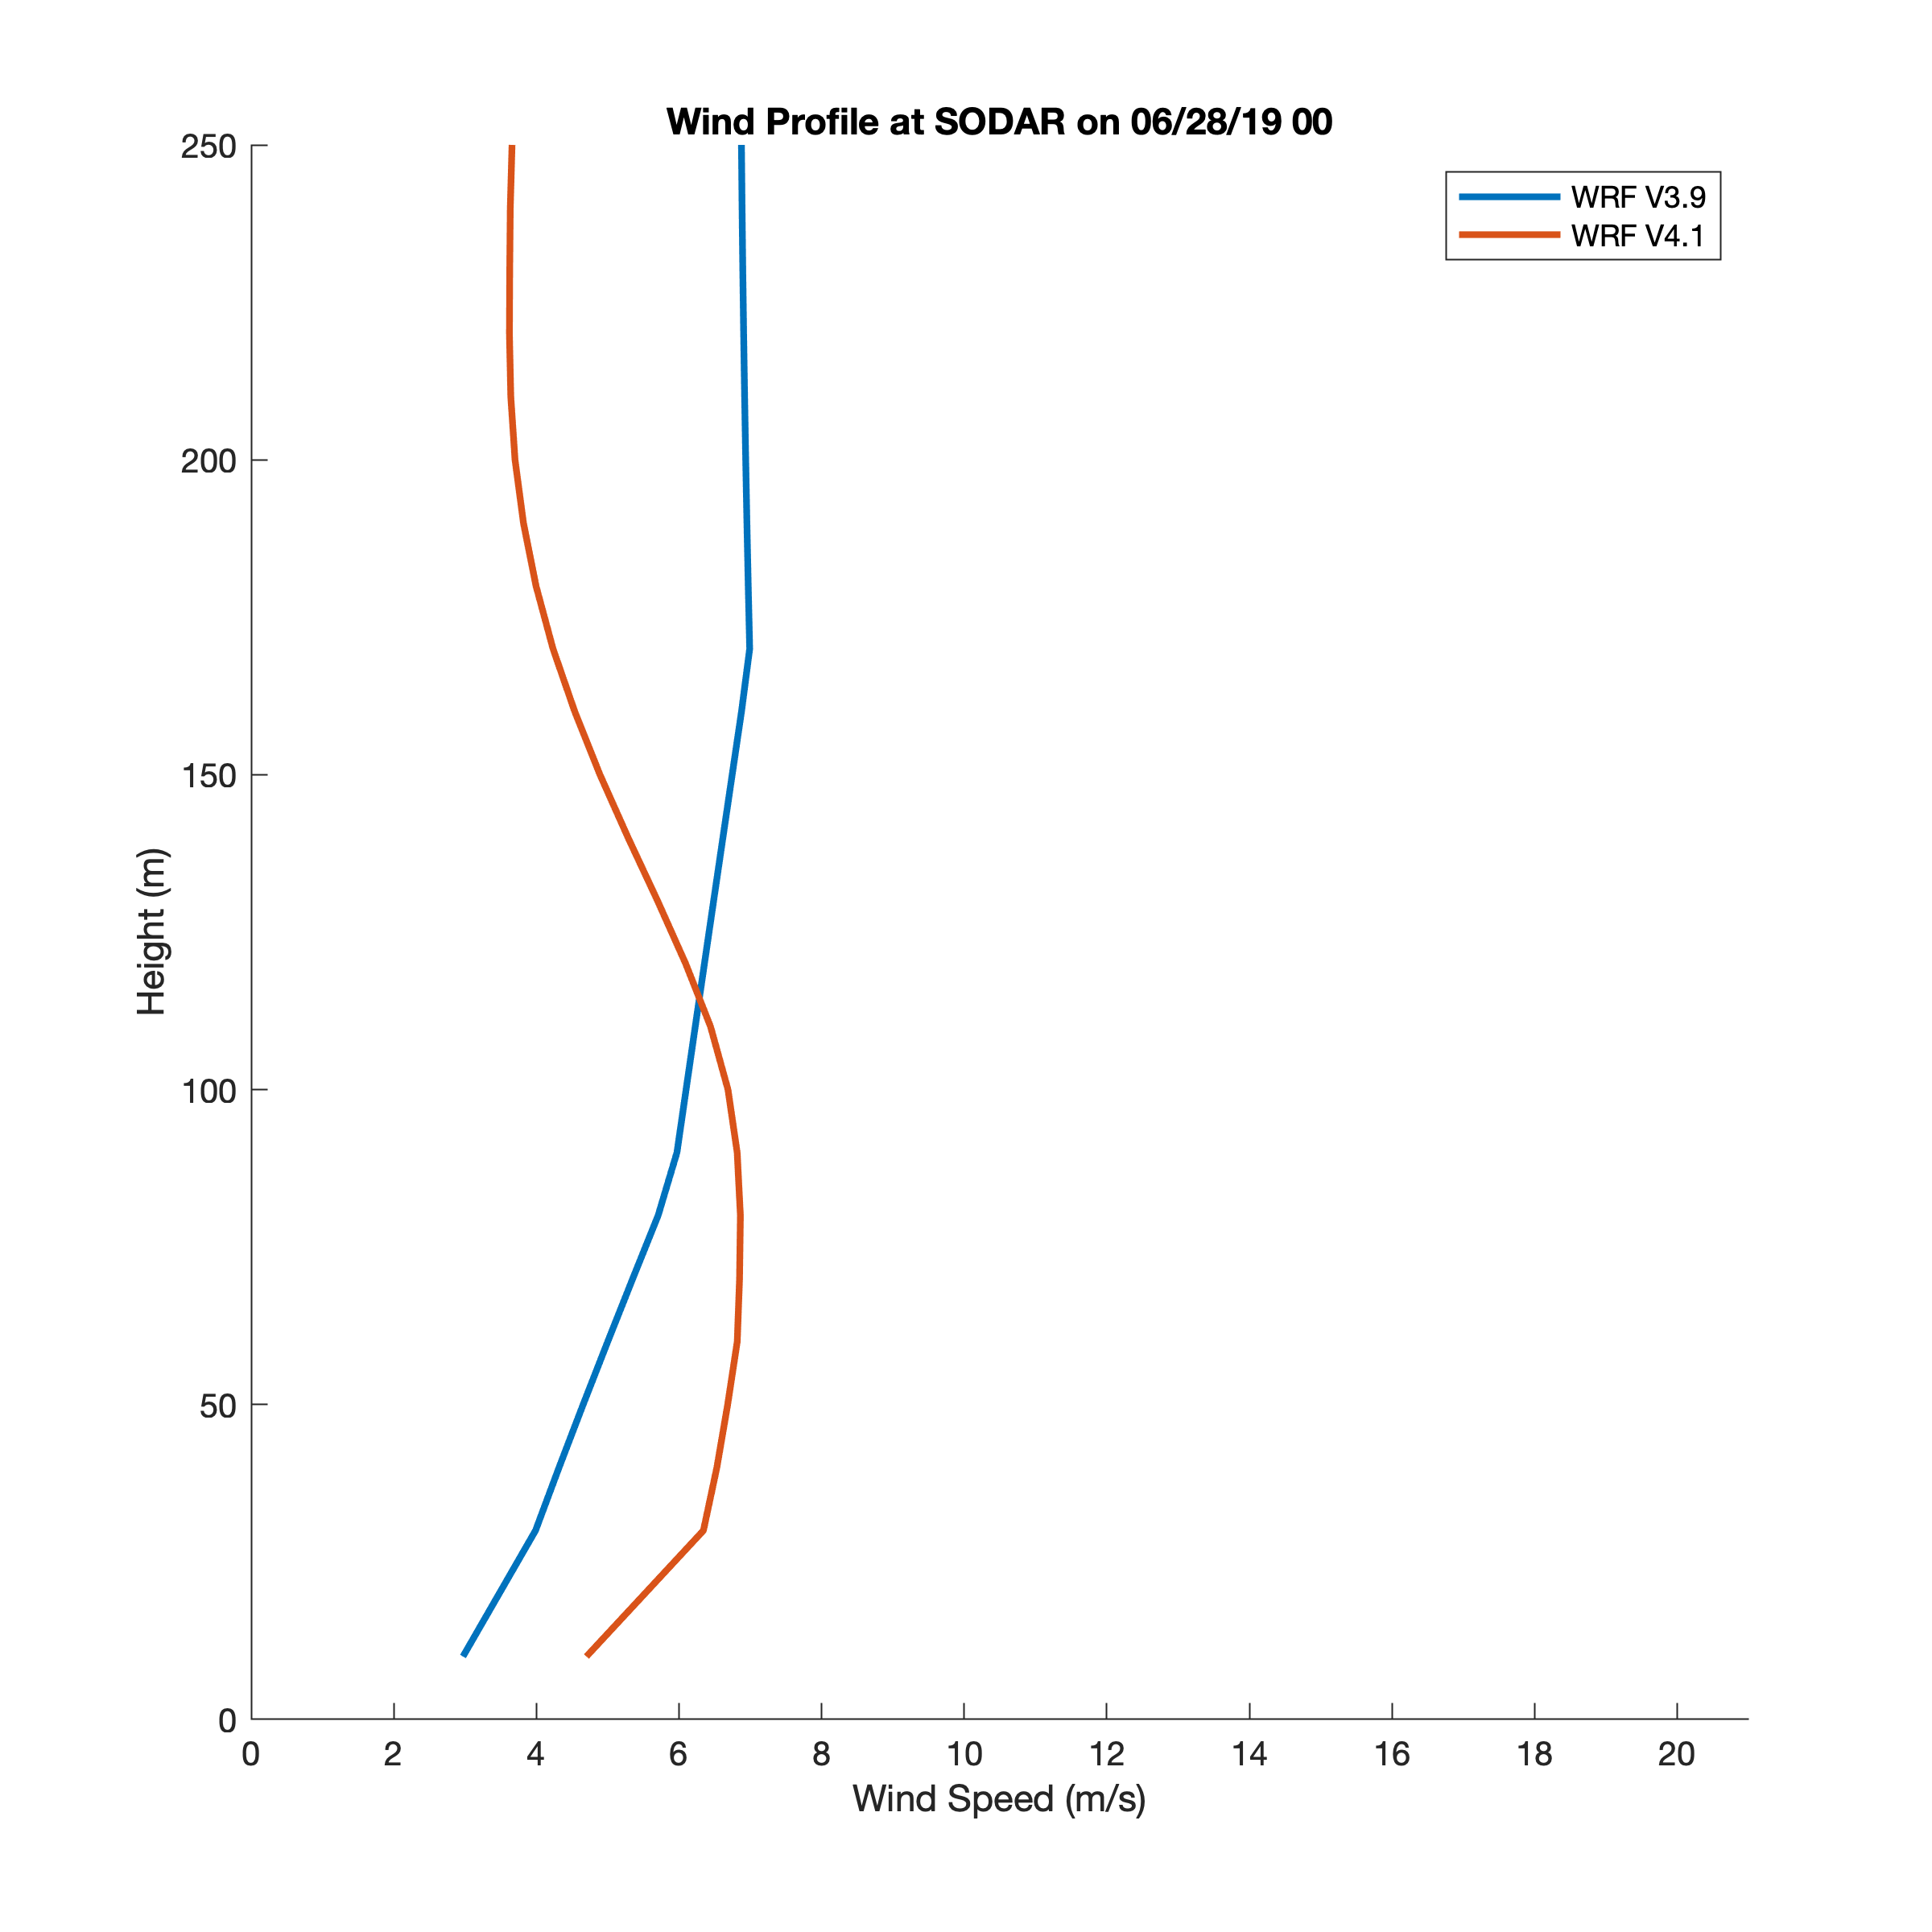 Wind Profile at SODAR on 06/28/19 00
WRF V3.9
WRF V4.1
250
200
150
100
50
0
Height (m)
0 2 4 6 8 10 12 14 16 18 20
Wind Speed (m/s)